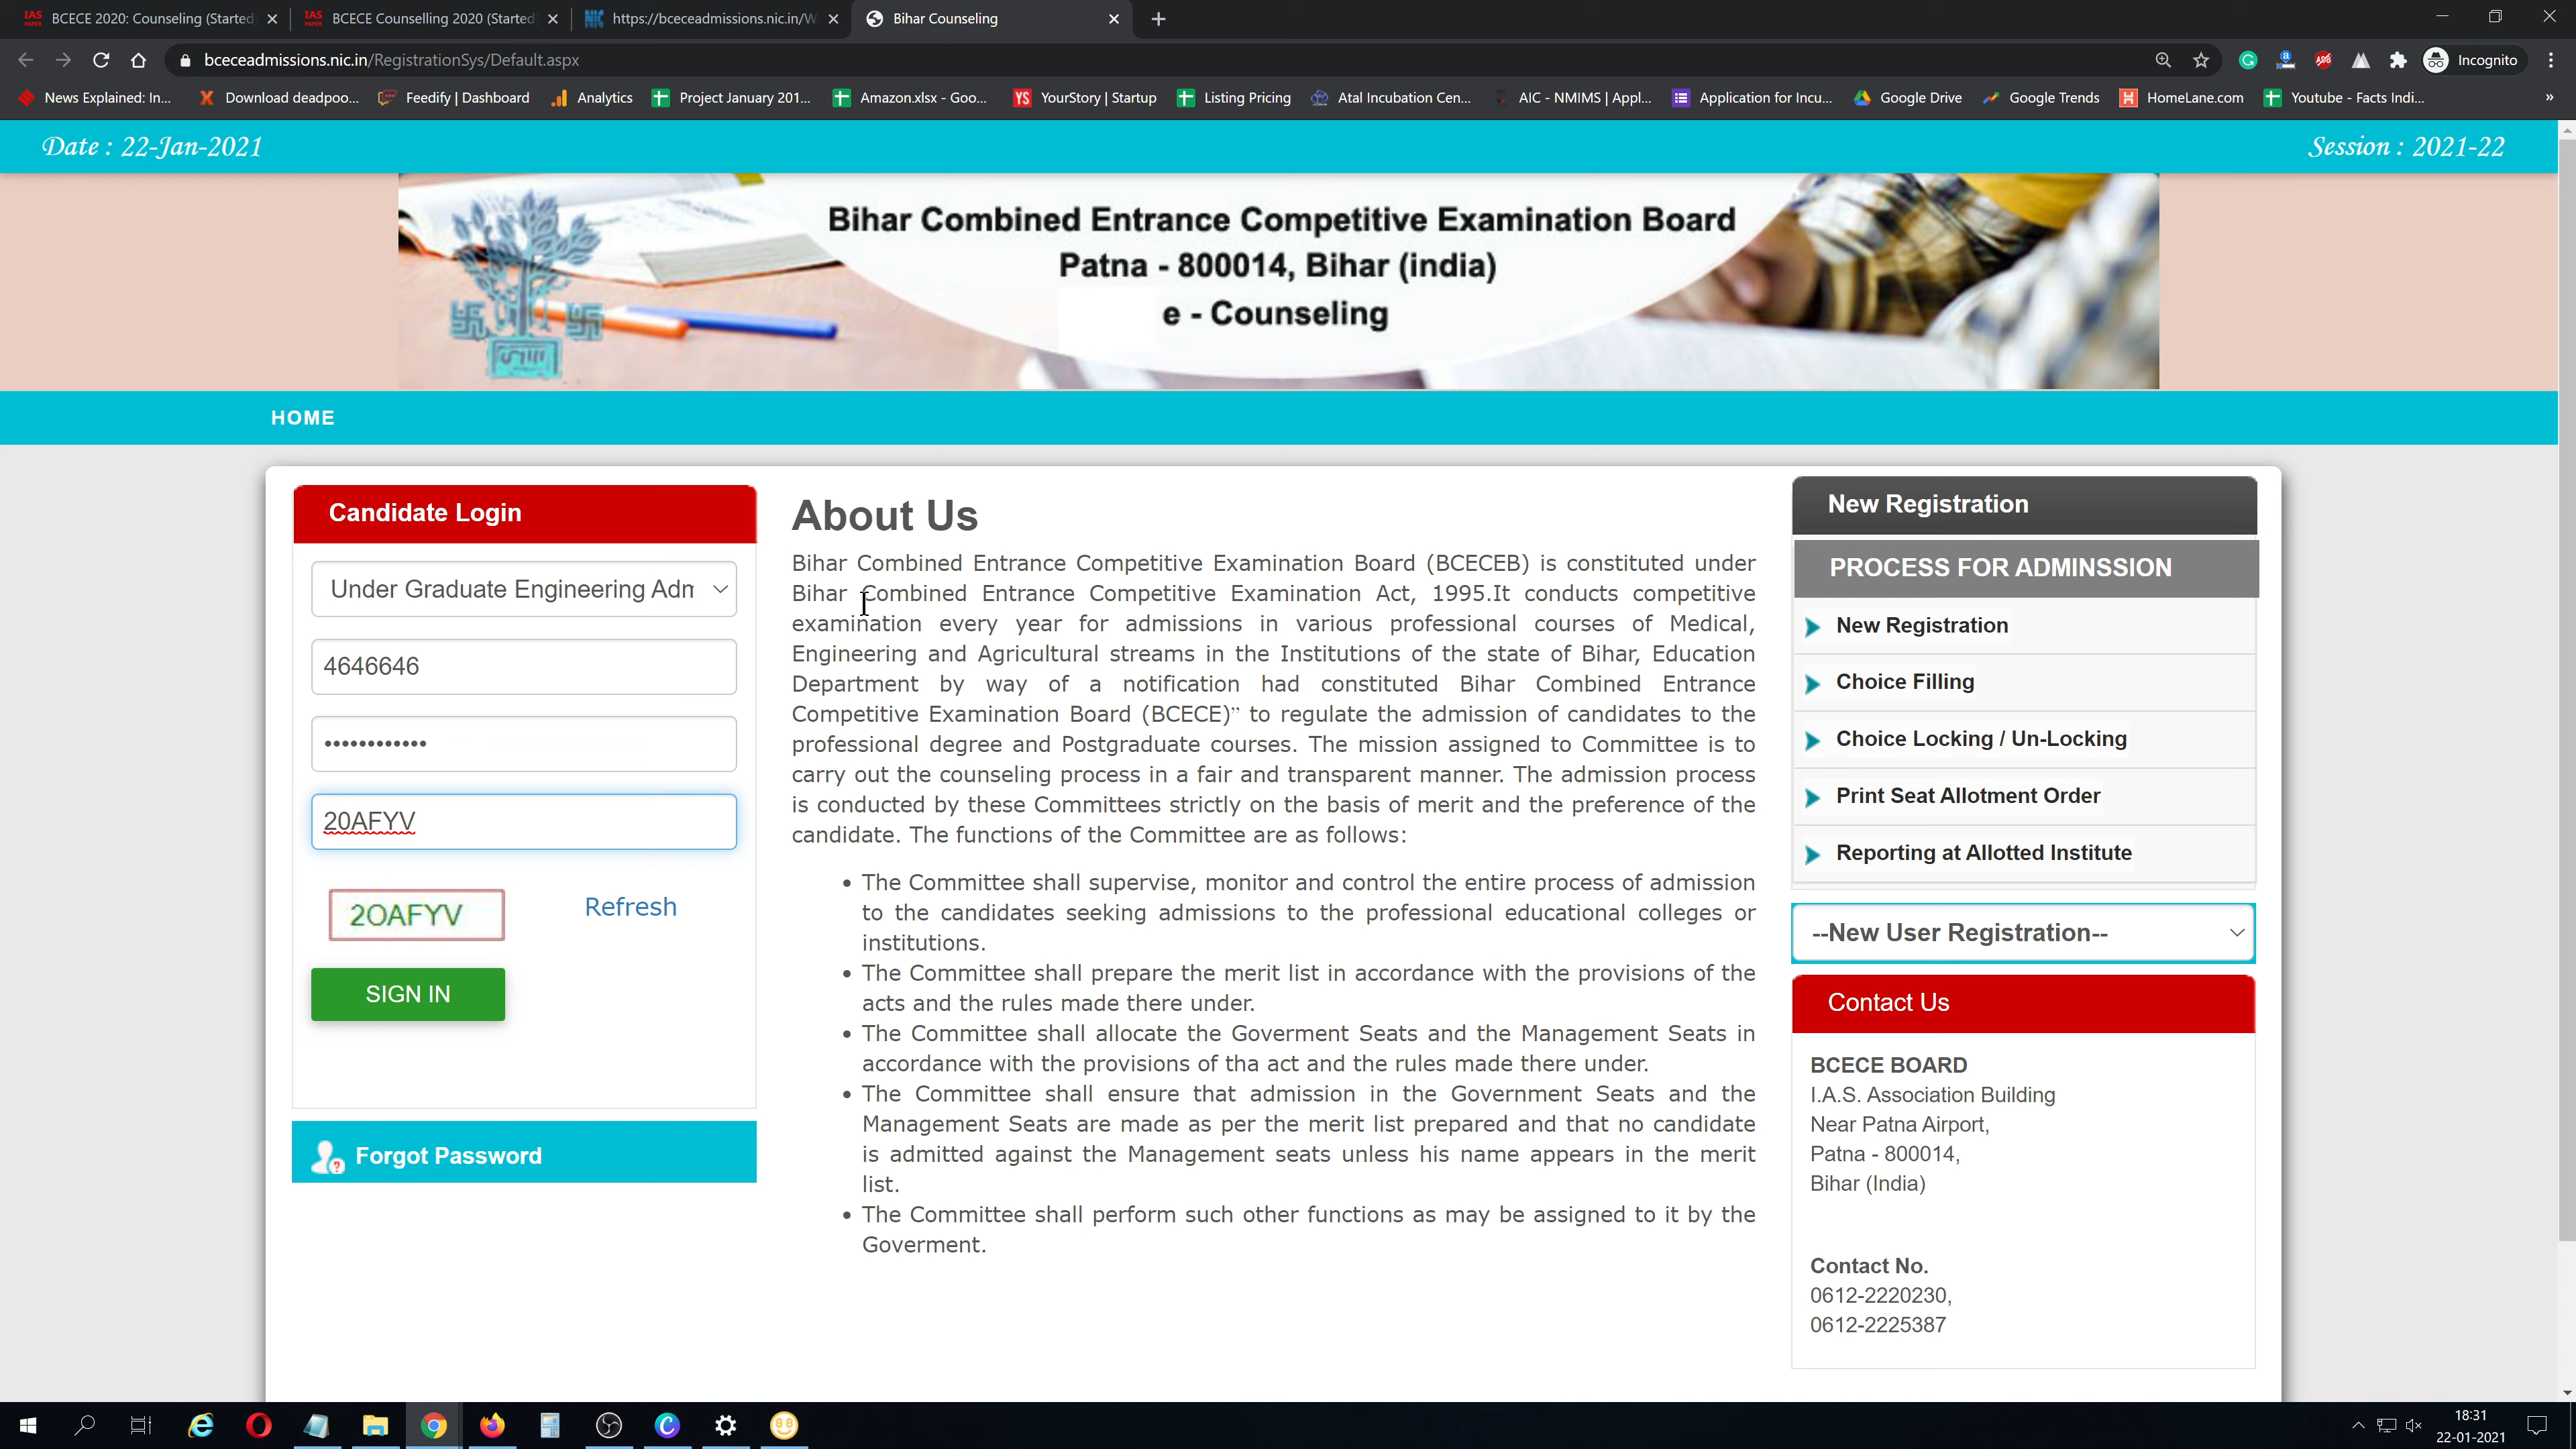 BCECE 2020: Counseling (Started
BCECE Counselling 2020 (Started
https://bceceadmissions.nic.in/W
Bihar Counseling
bceceadmissions.nic.in/RegistrationSys/Default.aspx
Incognito
News Explained: In...
Download deadpoo...
Feedify | Dashboard
Analytics
Project January 201...
Amazon.xlsx - Goo...
YourStory | Startup
Listing Pricing
Atal Incubation Cen...
AIC - NMIMS | Appl...
Application for Incu...
Google Drive
Google Trends
HomeLane.com
Youtube - Facts Indi...
Date : 22-Jan-2021
Session : 2021-22
Bihar Combined Entrance Competitive Examination Board
Patna - 800014, Bihar (india)
e - Counseling
HOME
Candidate Login
Under Graduate Engineering Adm
4646646
••••••••••••
20AFYV
2OAFYV
Refresh
SIGN IN
Forgot Password
About Us
Bihar Combined Entrance Competitive Examination Board (BCECEB) is constituted under
Bihar Combined Entrance Competitive Examination Act, 1995.It conducts competitive
examination every year for admissions in various professional courses of Medical,
Engineering and Agricultural streams in the Institutions of the state of Bihar, Education
Department by way of a notification had constituted Bihar Combined Entrance
Competitive Examination Board (BCECE)” to regulate the admission of candidates to the
professional degree and Postgraduate courses. The mission assigned to Committee is to
carry out the counseling process in a fair and transparent manner. The admission process
is conducted by these Committees strictly on the basis of merit and the preference of the
candidate. The functions of the Committee are as follows:
• The Committee shall supervise, monitor and control the entire process of admission
to the candidates seeking admissions to the professional educational colleges or
institutions.
• The Committee shall prepare the merit list in accordance with the provisions of the
acts and the rules made there under.
• The Committee shall allocate the Goverment Seats and the Management Seats in
accordance with the provisions of tha act and the rules made there under.
• The Committee shall ensure that admission in the Government Seats and the
Management Seats are made as per the merit list prepared and that no candidate
is admitted against the Management seats unless his name appears in the merit
list.
• The Committee shall perform such other functions as may be assigned to it by the
Goverment.
New Registration
PROCESS FOR ADMINSSION
New Registration
Choice Filling
Choice Locking / Un-Locking
Print Seat Allotment Order
Reporting at Allotted Institute
--New User Registration--
Contact Us
BCECE BOARD
I.A.S. Association Building
Near Patna Airport,
Patna - 800014,
Bihar (India)
Contact No.
0612-2220230,
0612-2225387
18:31
22-01-2021